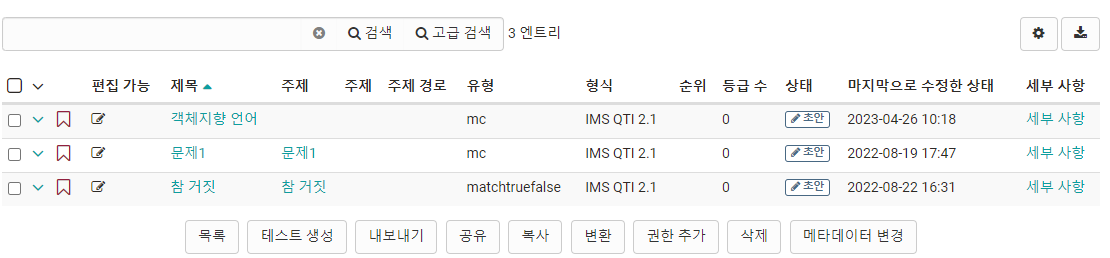 검색 고급 검색 3 엔트리
편집 가능 제목 주제 주제 주제 경로 유형 형식 순위 등급 수 상태 마지막으로 수정한 상태 세부 사항
객체지향 언어 mc IMS QTI 2.1 0 초안 2023-04-26 10:18 세부 사항
문제1 문제1 mc IMS QTI 2.1 0 초안 2022-08-19 17:47 세부 사항
참 거짓 참 거짓 matchtruefalse IMS QTI 2.1 0 초안 2022-08-22 16:31 세부 사항
목록 테스트 생성 내보내기 공유 복사 변환 권한 추가 삭제 메타데이터 변경